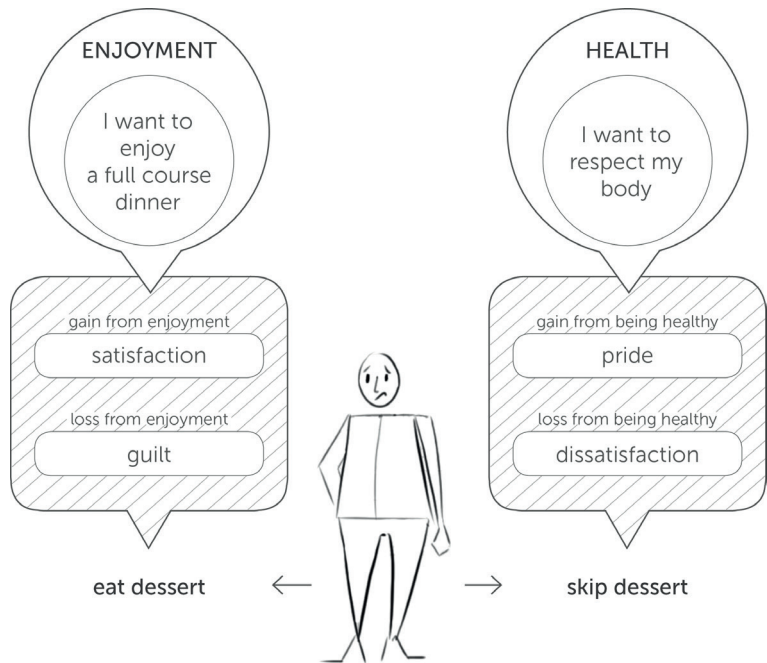 ENJOYMENT
I want to
enjoy
a full course
dinner
gain from enjoyment
satisfaction
loss from enjoyment
guilt
eat dessert
HEALTH
I want to
respect my
body
gain from being healthy
pride
loss from being healthy
dissatisfaction
skip dessert